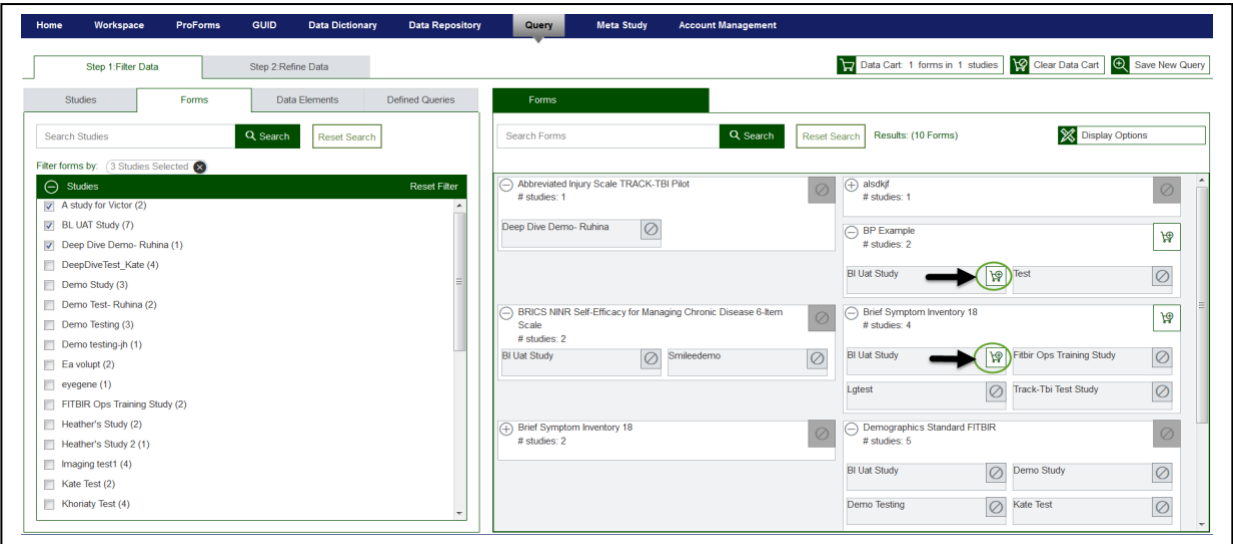 Home Workspace ProForms GUID Data Dictionary Data Repository Query Meta Study Account Management
Step 1:Filter Data Step 2:Refine Data
Data Cart: 1 forms in 1 studies Clear Data Cart Save New Query
Studies Forms Data Elements Defined Queries
Search Studies Search Reset Search
Filter forms by: 3 Studies Selected
Studies Reset Filter
A study for Victor (2)
BL UAT Study (7)
Deep Dive Demo- Ruhina (1)
DeepDiveTest_Kate (4)
Demo Study (3)
Demo Test- Ruhina (2)
Demo Testing (3)
Demo testing-jh (1)
Ea volupt (2)
eyegene (1)
FITBIR Ops Training Study (2)
Heather's Study (2)
Heather's Study 2 (1)
Imaging test1 (4)
Kate Test (2)
Khoriaty Test (4)
Forms
Search Forms Search Reset Search Results: (10 Forms) Display Options
Abbreviated Injury Scale TRACK-TBI Pilot
# studies: 1
Deep Dive Demo- Ruhina
alsdkjf
# studies: 1
BP Example
# studies: 2
Bl Uat Study Test
BRICS NINR Self-Efficacy for Managing Chronic Disease 6-Item
Scale
# studies: 2
Bl Uat Study Smileedemo
Brief Symptom Inventory 18
# studies: 4
Bl Uat Study Fitbir Ops Training Study
Lgtest Track-Tbi Test Study
Brief Symptom Inventory 18
# studies: 2
Demographics Standard FITBIR
# studies: 5
Bl Uat Study Demo Study
Demo Testing Kate Test